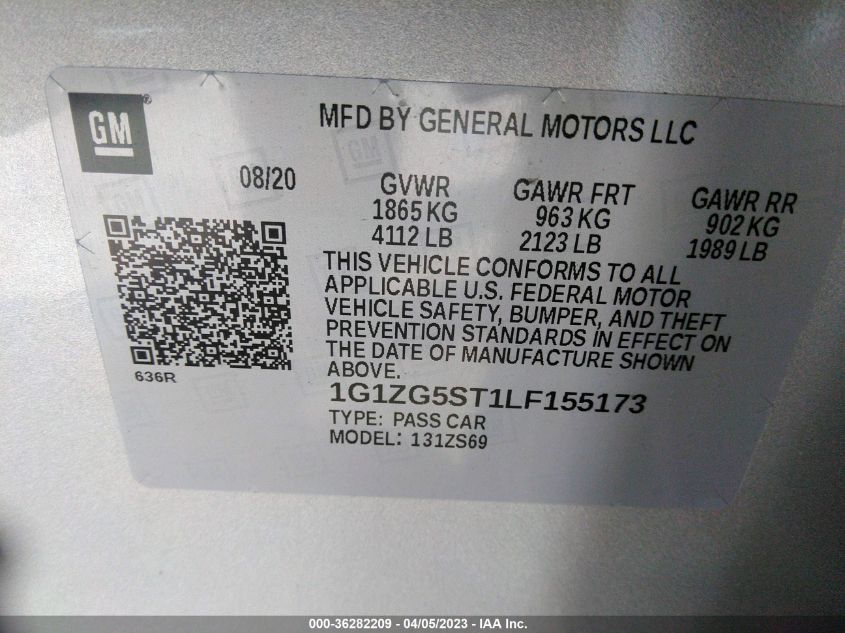 GM®
MFD BY GENERAL MOTORS LLC
08/20
GVWR
1865 KG
4112 LB
GAWR FRT
963 KG
2123 LB
GAWR RR
902 KG
1989 LB
THIS VEHICLE CONFORMS TO ALL
APPLICABLE U.S. FEDERAL MOTOR
VEHICLE SAFETY, BUMPER, AND THEFT
PREVENTION STANDARDS IN EFFECT ON
THE DATE OF MANUFACTURE SHOWN
ABOVE.
636R
1G1ZG5ST1LF155173
TYPE: PASS CAR
MODEL: 131ZS69
000-36282209 - 04/05/2023 - IAA Inc.